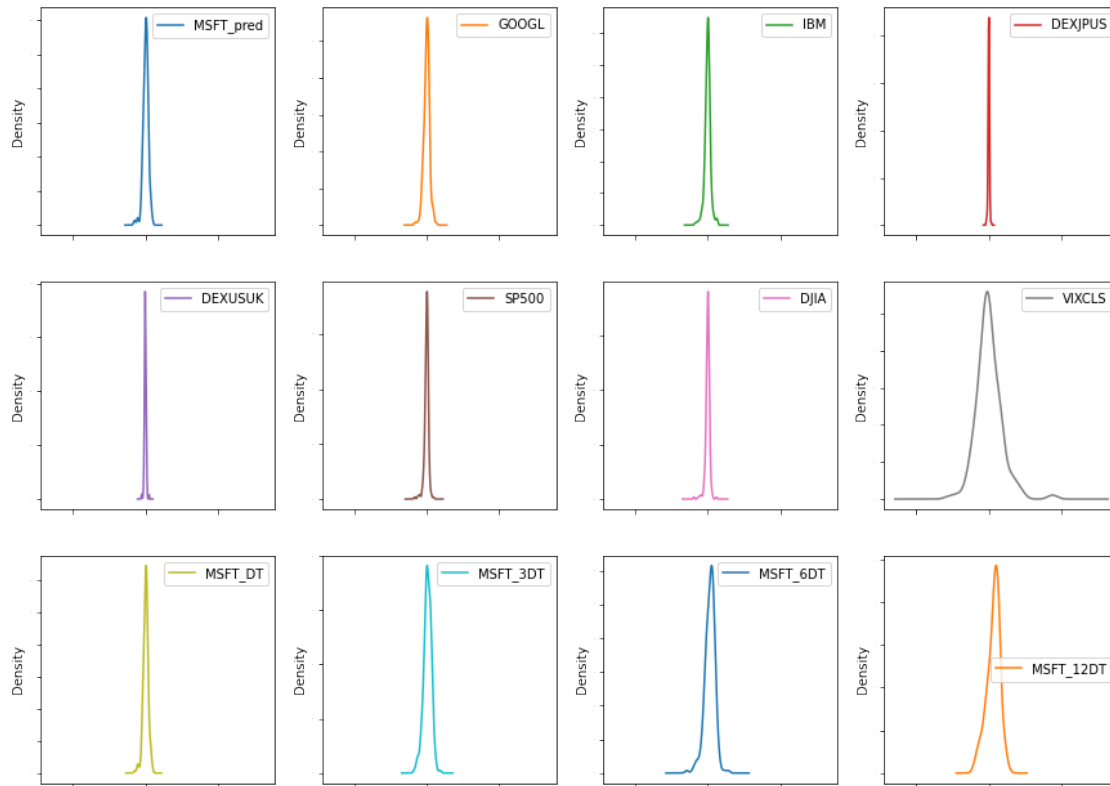 Density
MSFT_pred
Density
GOOGL
Density
IBM
Density
DEXJPUS
Density
DEXUSUK
Density
SP500
Density
DJIA
Density
VIXCLS
Density
MSFT_DT
Density
MSFT_3DT
Density
MSFT_6DT
Density
MSFT_12DT